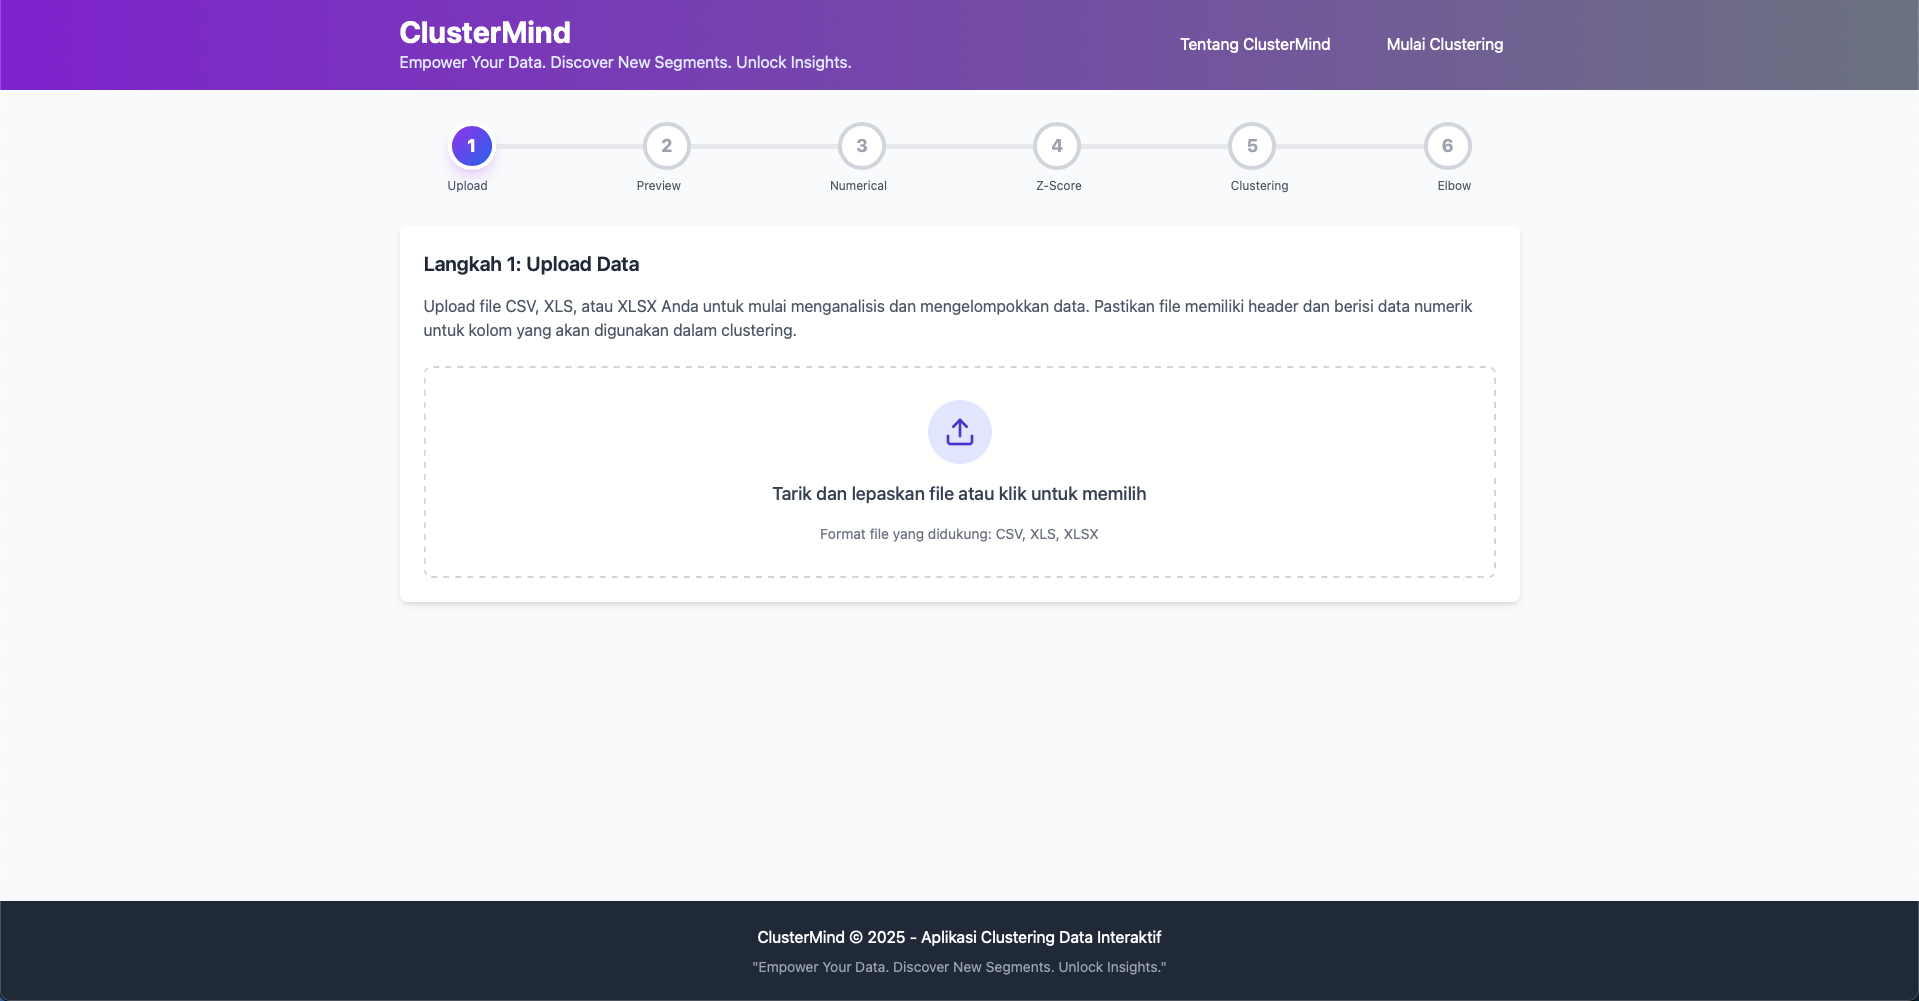 ClusterMind
Empower Your Data. Discover New Segments. Unlock Insights.
Tentang ClusterMind
Mulai Clustering
1
2
3
4
5
6
Upload
Preview
Numerical
Z-Score
Clustering
Elbow
Langkah 1: Upload Data
Upload file CSV, XLS, atau XLSX Anda untuk mulai menganalisis dan mengelompokkan data. Pastikan file memiliki header dan berisi data numerik
untuk kolom yang akan digunakan dalam clustering.
Tarik dan lepaskan file atau klik untuk memilih
Format file yang didukung: CSV, XLS, XLSX
ClusterMind © 2025 - Aplikasi Clustering Data Interaktif
"Empower Your Data. Discover New Segments. Unlock Insights."